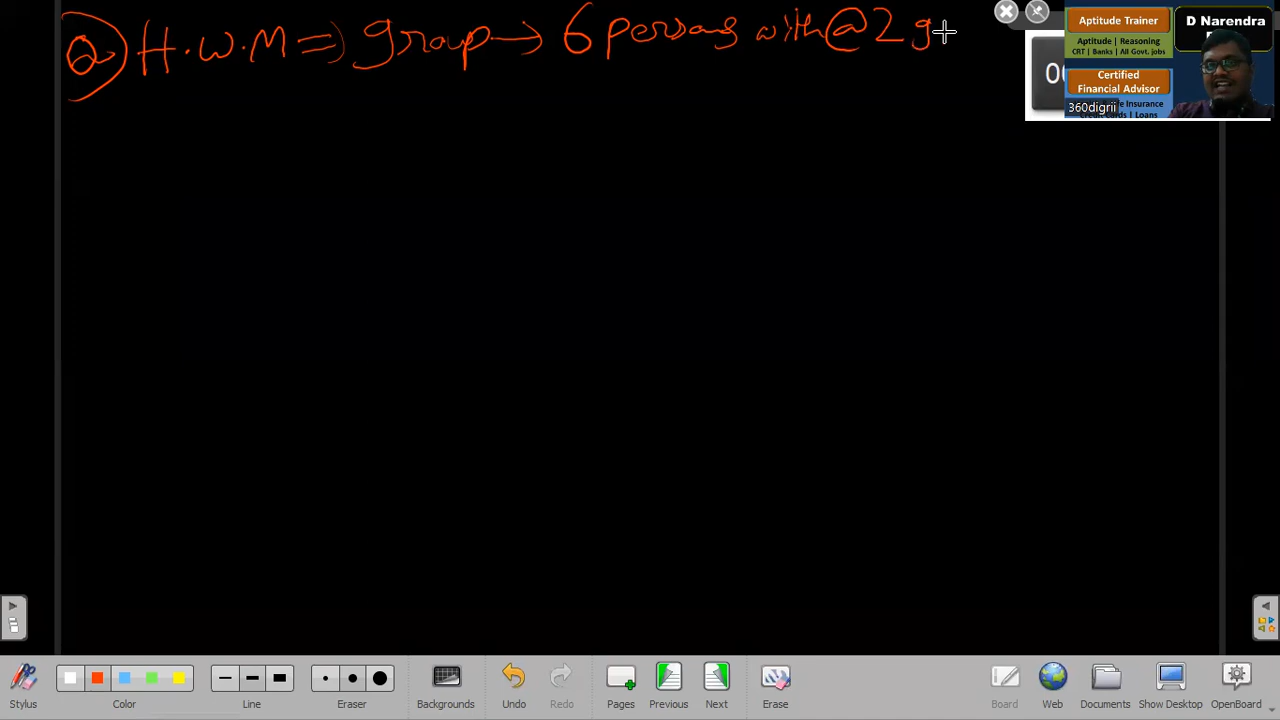 Q) H.W.M => group → 6 persons with @ 2 g
Aptitude Trainer
Aptitude | Reasoning
CRT | Banks | All Govt. jobs
Certified
Financial Advisor
Insurance
Cards | Loans
D Narendra
360digrii
Stylus
Color
Line
Eraser
Backgrounds
Undo
Redo
Pages
Previous
Next
Erase
Board
Web
Documents
Show Desktop
OpenBoard